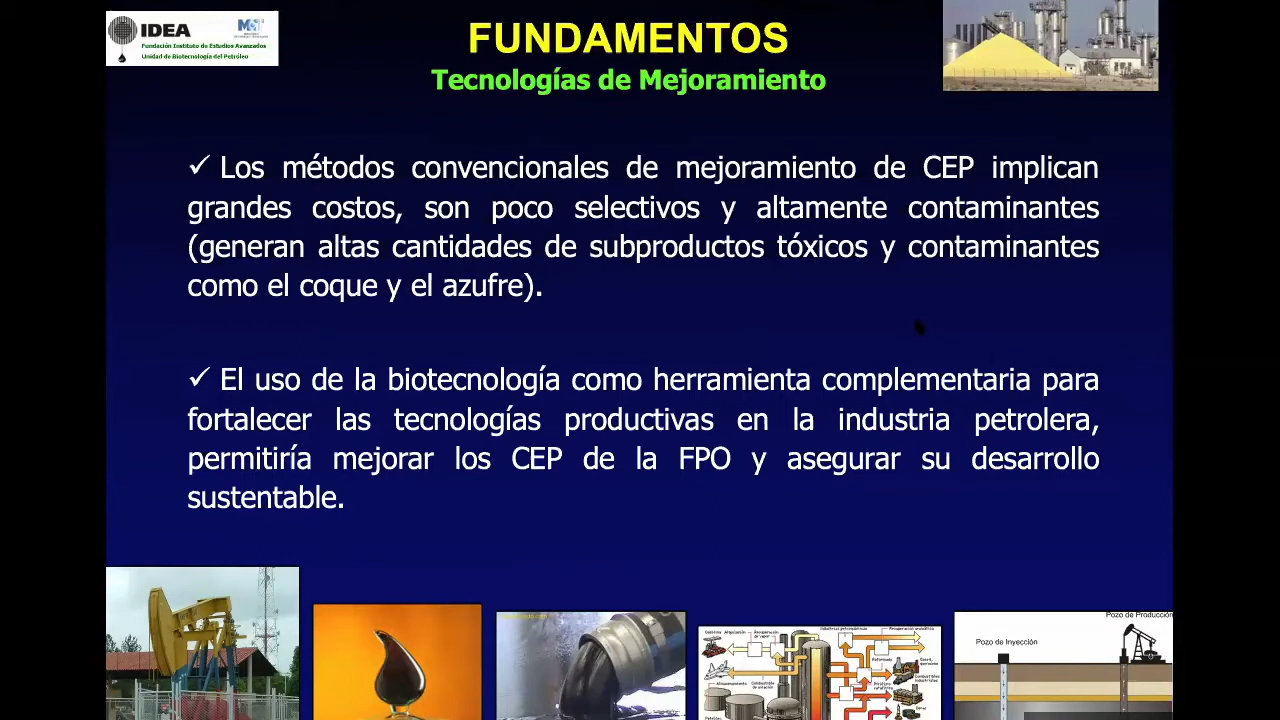 IDEA
Fundación Instituto de Estudios Avanzados
Unidad de Biotecnología del Petróleo
FUNDAMENTOS
Tecnologías de Mejoramiento
✓ Los métodos convencionales de mejoramiento de CEP implican
grandes costos, son poco selectivos y altamente contaminantes
(generan altas cantidades de subproductos tóxicos y contaminantes
como el coque y el azufre).
✓ El uso de la biotecnología como herramienta complementaria para
fortalecer las tecnologías productivas en la industria petrolera,
permitiría mejorar los CEP de la FPO y asegurar su desarrollo
sustentable.
Pozo de Producción
Pozo de Inyección